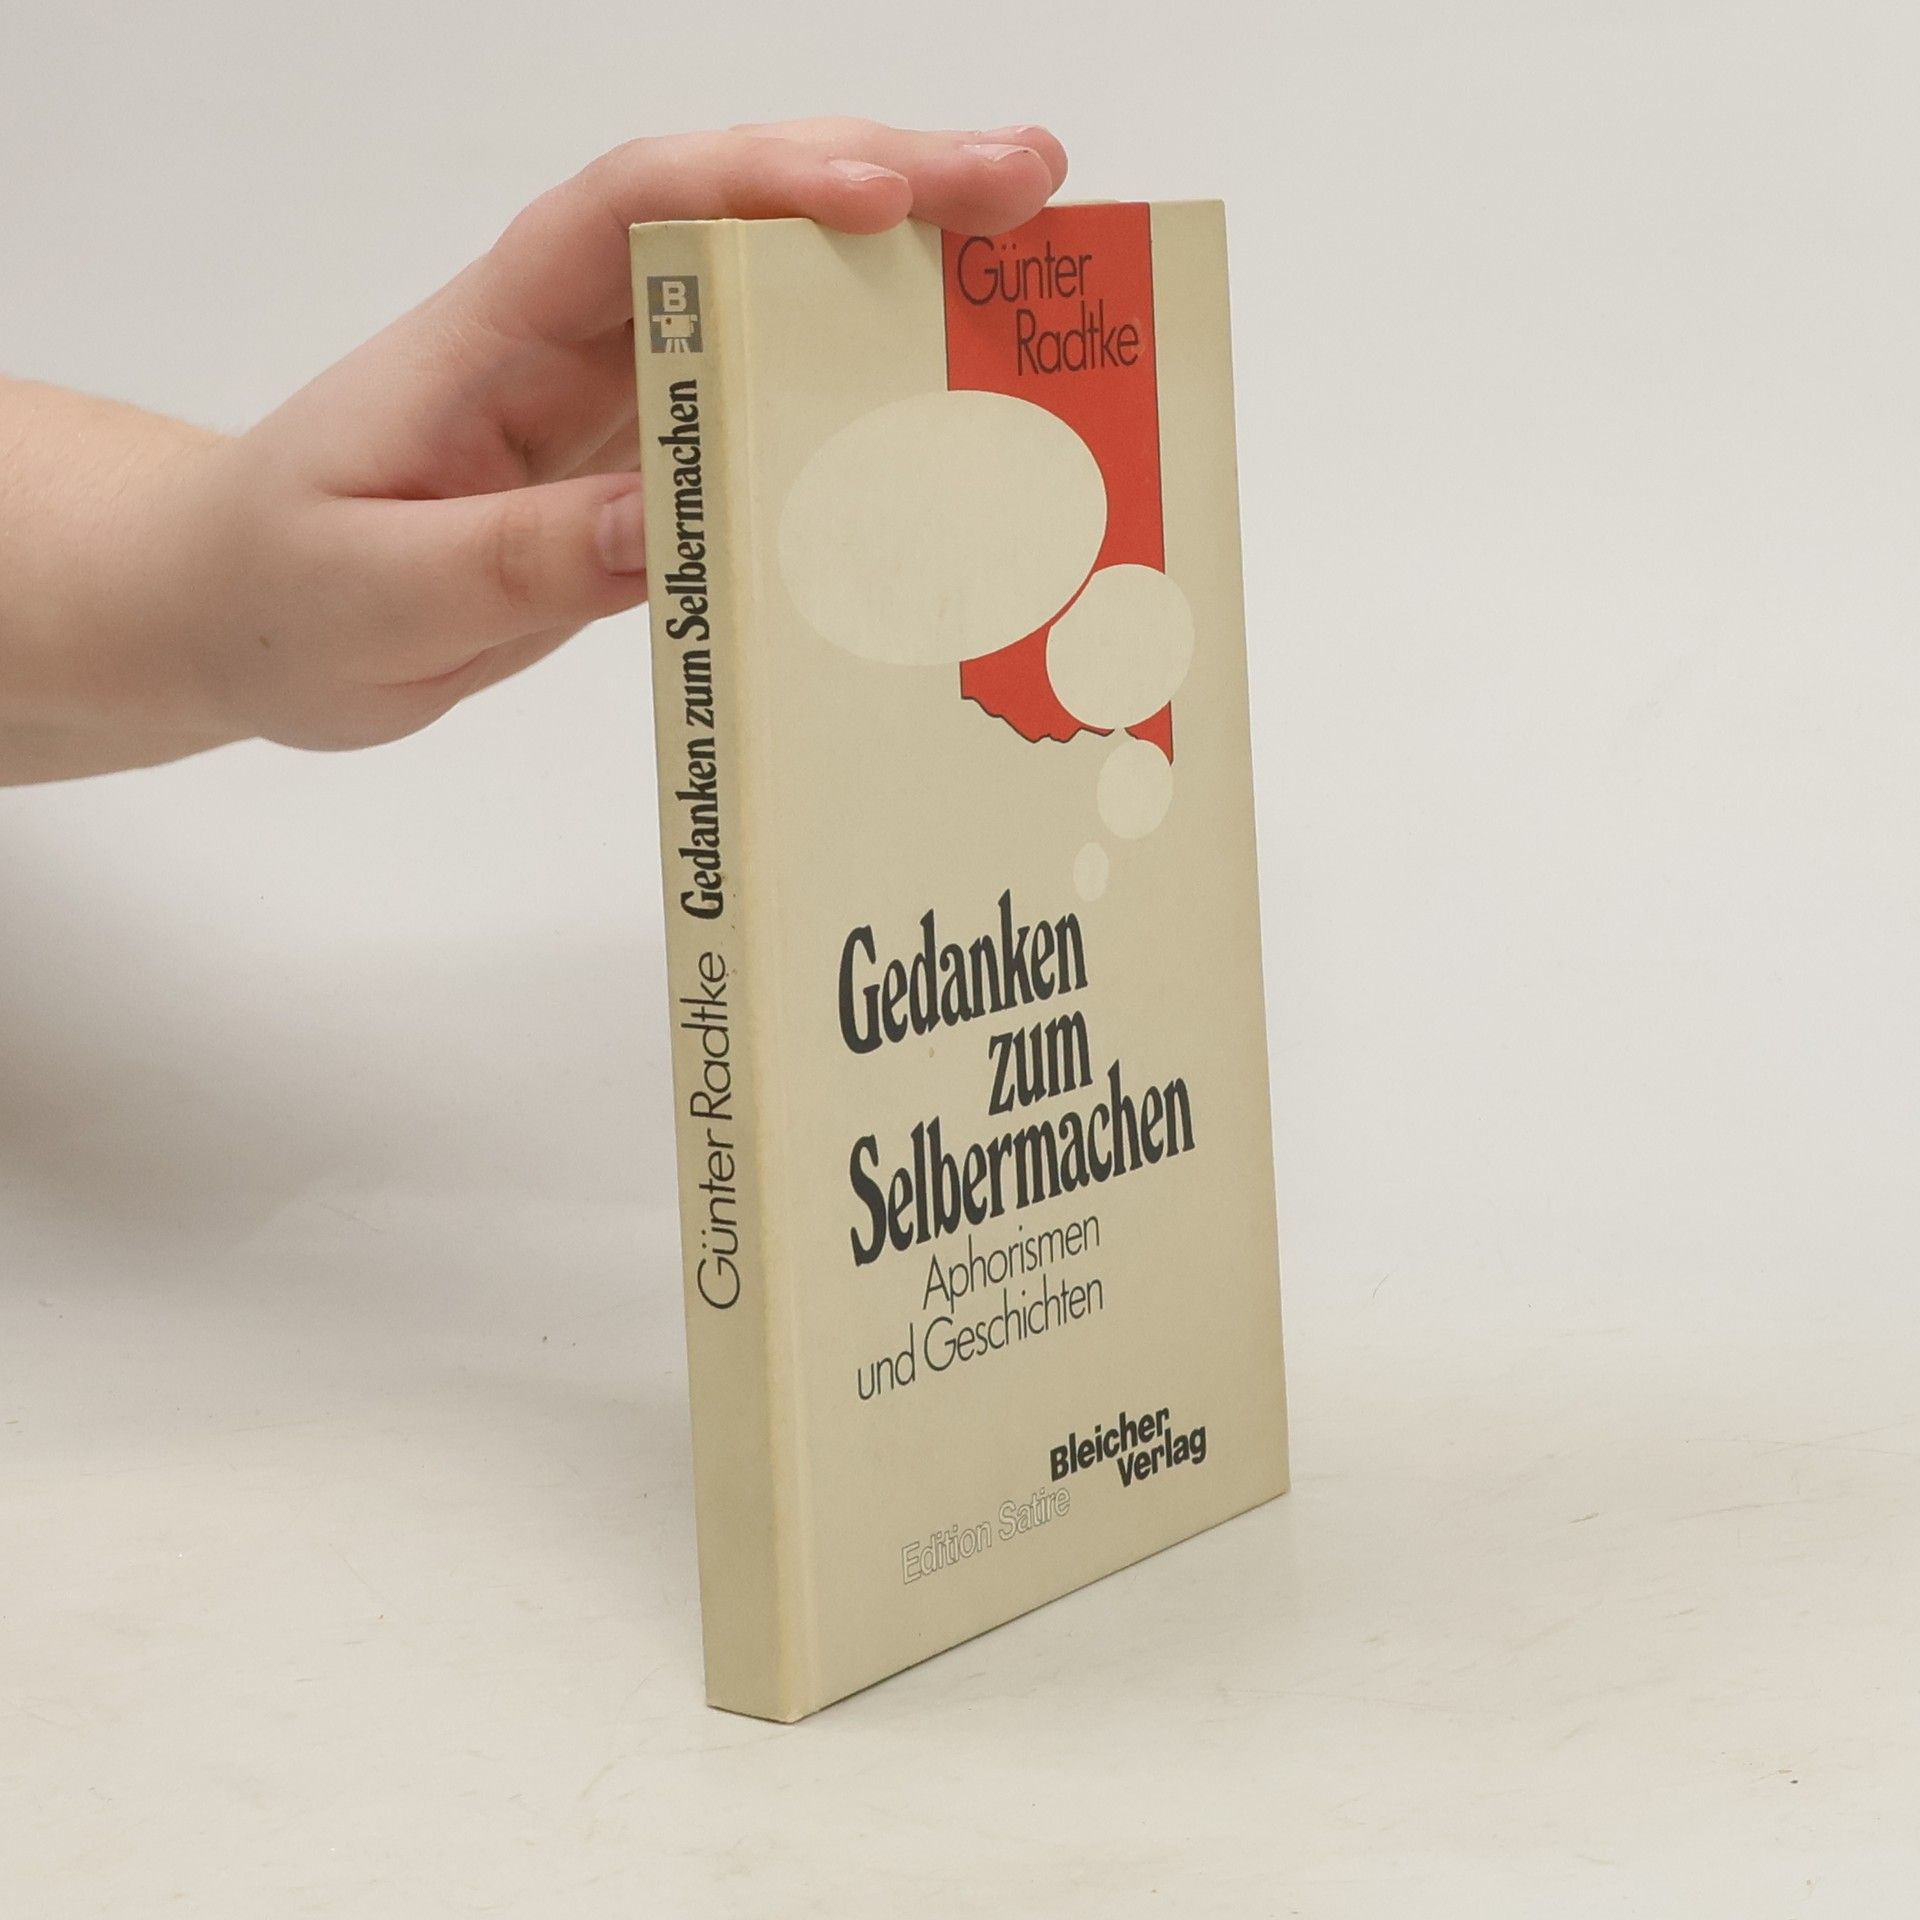 B
Günter Radtke Gedanken zum Selbermachen
Günter
Radtke
Gedanken
zum
Selbermachen
Aphorismen
und Geschichten
Bleicher
Verlag
Edition Satire